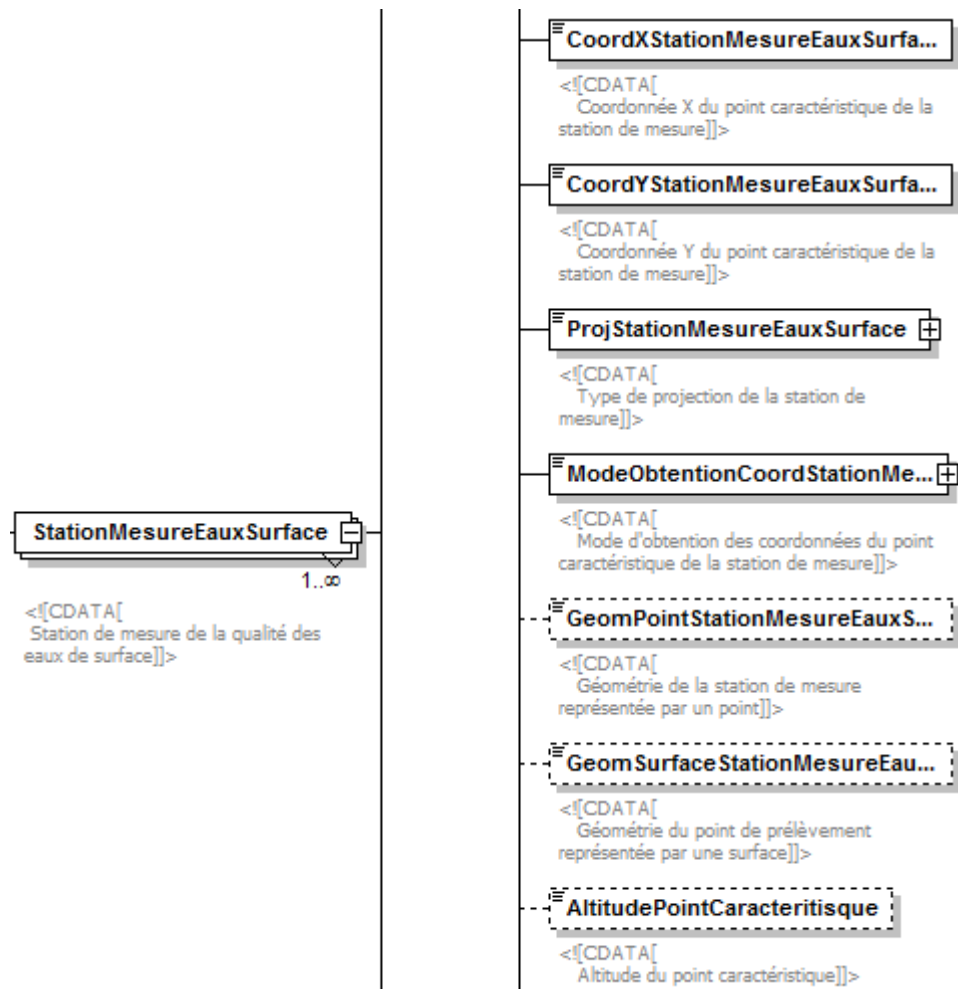 StationMesureEauxSurface
1..∞
<![CDATA[
Station de mesure de la qualité des
eaux de surface]]>
CoordXStationMesureEauxSurfa...
<![CDATA[
Coordonnée X du point caractéristique de la
station de mesure]]>
CoordYStationMesureEauxSurfa...
<![CDATA[
Coordonnée Y du point caractéristique de la
station de mesure]]>
ProjStationMesureEauxSurface
<![CDATA[
Type de projection de la station de
mesure]]>
ModeObtentionCoordStationMe...
<![CDATA[
Mode d'obtention des coordonnées du point
caractéristique de la station de mesure]]>
GeomPointStationMesureEauxS...
<![CDATA[
Géométrie de la station de mesure
représentée par un point]]>
GeomSurfaceStationMesureEau...
<![CDATA[
Géométrie du point de prélèvement
représentée par une surface]]>
AltitudePointCaracteritisque
<![CDATA[
Altitude du point caractéristique]]>